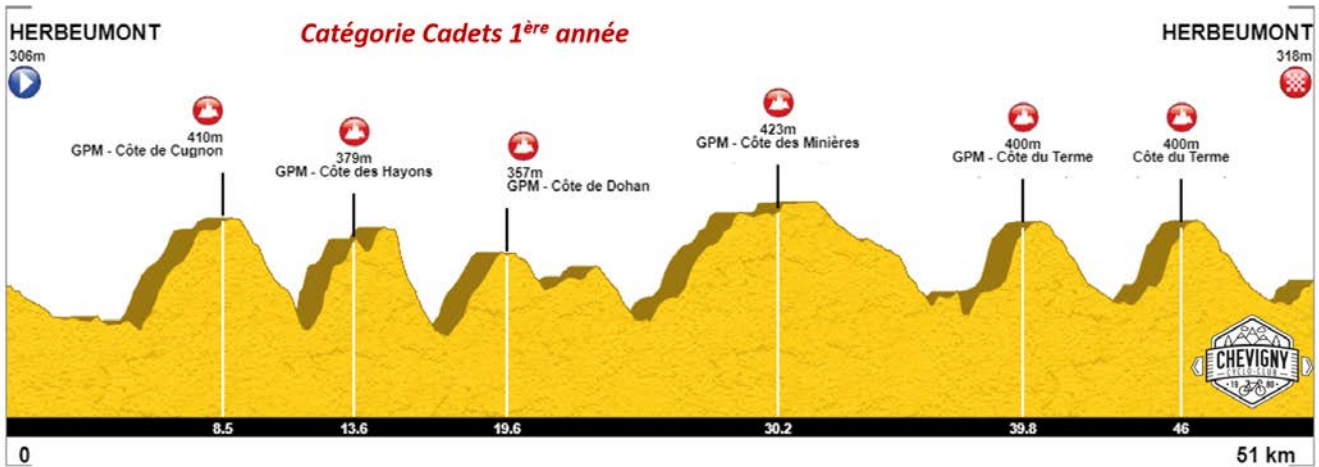 HERBEUMONT
Catégorie Cadets 1ère année
HERBEUMONT
306m
318m
410m
GPM - Côte de Cugnon
379m
GPM - Côte des Hayons
357m
GPM - Côte de Dohan
423m
GPM - Côte des Minières
400m
GPM - Côte du Terme
400m
Côte du Terme
CHEVIGNY
CYCLO-CLUB
19 80
8.5
13.6
19.6
30.2
39.8
46
0
51 km